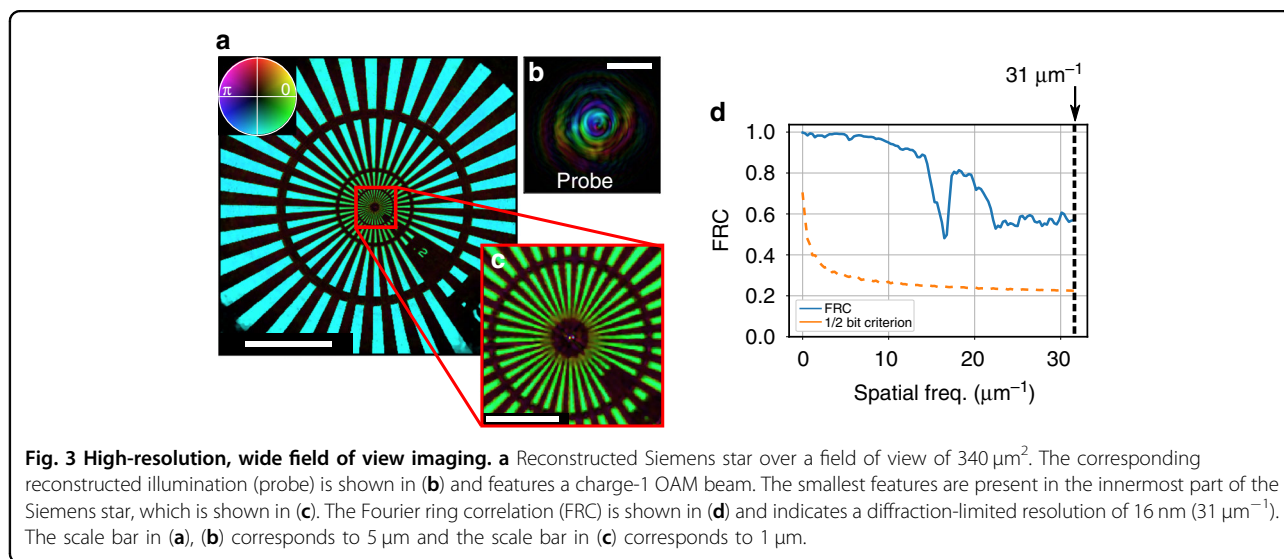 a
π
0
.2
b
Probe
c
31 μm⁻¹
d
1.0
0.8
0.6
0.4
0.2
0.0
FRC
FRC
1/2 bit criterion
0
10
20
30
Spatial freq. (μm⁻¹)
Fig. 3 High-resolution, wide field of view imaging. a Reconstructed Siemens star over a field of view of 340 μm². The corresponding
reconstructed illumination (probe) is shown in (b) and features a charge-1 OAM beam. The smallest features are present in the innermost part of the
Siemens star, which is shown in (c). The Fourier ring correlation (FRC) is shown in (d) and indicates a diffraction-limited resolution of 16 nm (31 μm⁻¹).
The scale bar in (a), (b) corresponds to 5 μm and the scale bar in (c) corresponds to 1 μm.